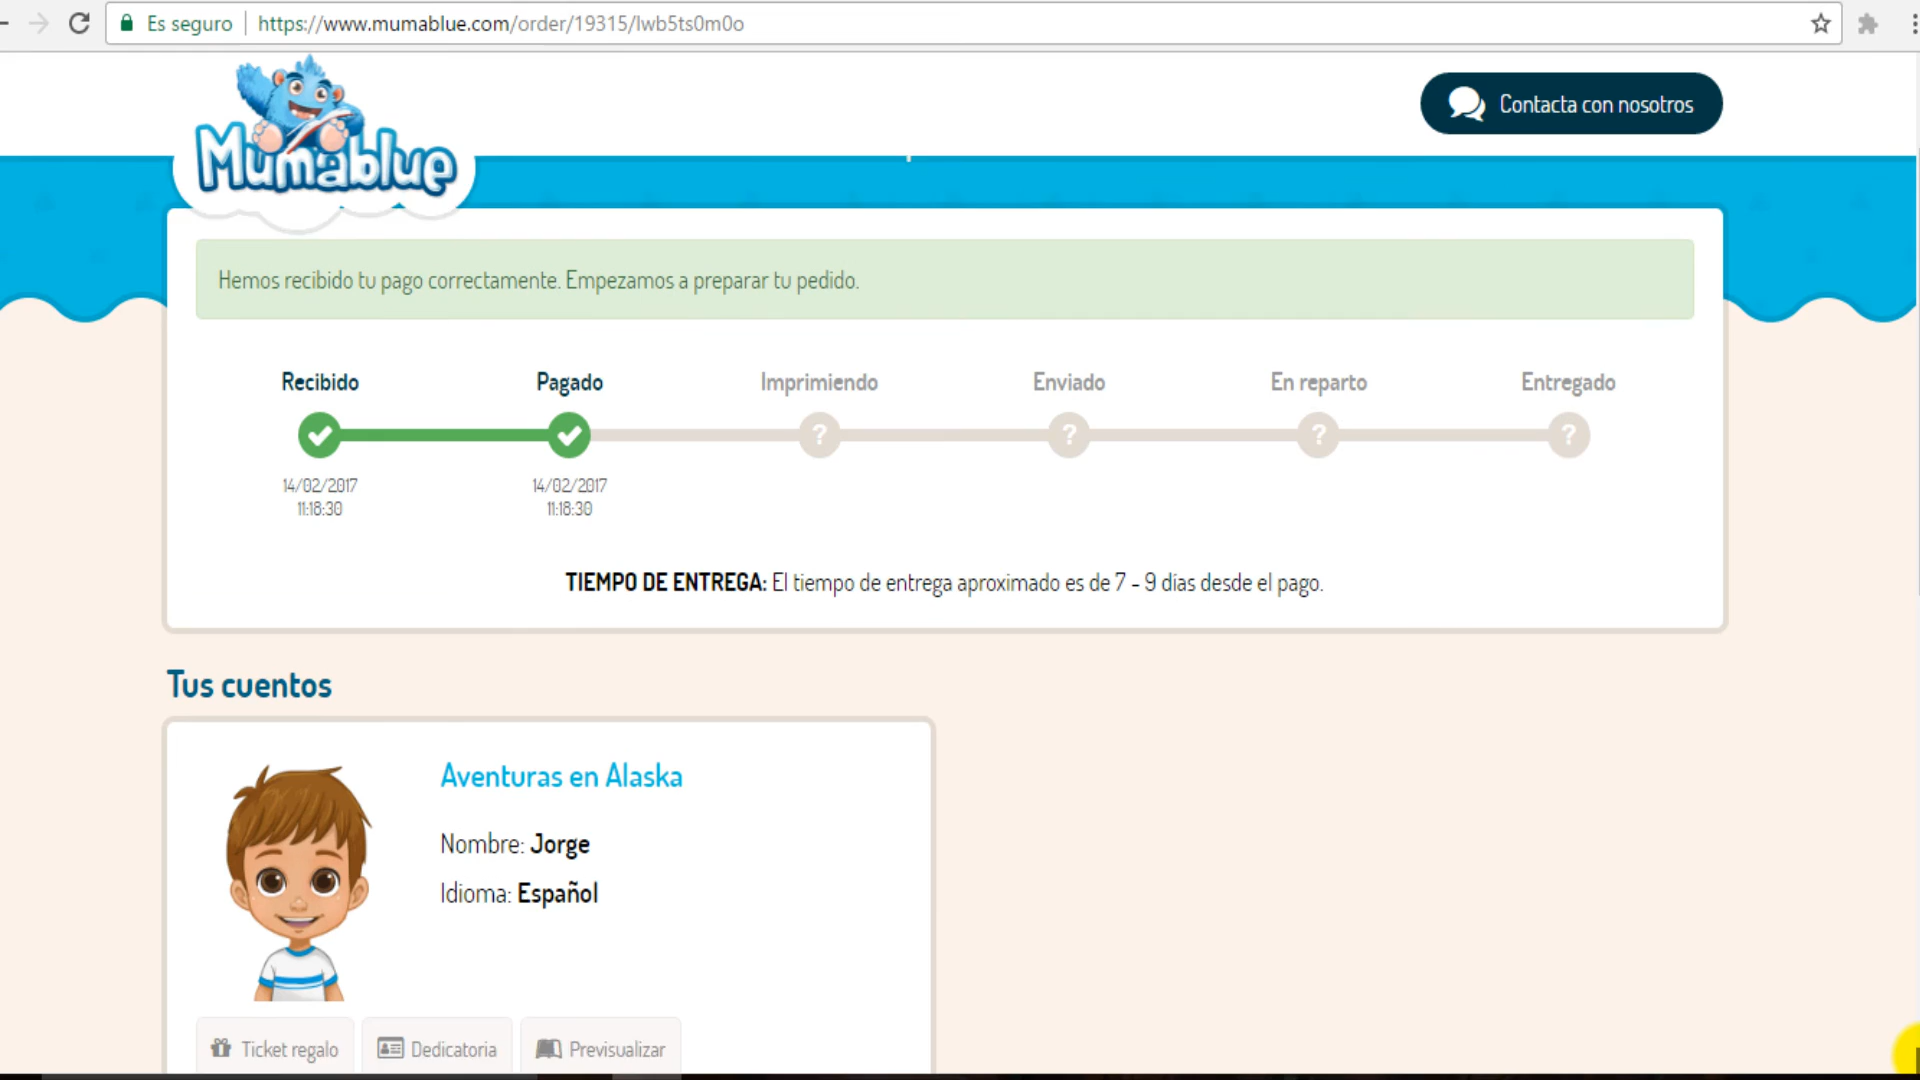 Es seguro https://www.mumablue.com/order/19315/lwb5ts0m0o
Mumablue
Contacta con nosotros
Hemos recibido tu pago correctamente. Empezamos a preparar tu pedido.
Recibido Pagado Imprimiendo Enviado En reparto Entregado
? ? ? ?
14/02/2017 14/02/2017
11:18:30 11:18:30
TIEMPO DE ENTREGA: El tiempo de entrega aproximado es de 7 - 9 días desde el pago.
Tus cuentos
Aventuras en Alaska
Nombre: Jorge
Idioma: Español
Ticket regalo Dedicatoria Previsualizar